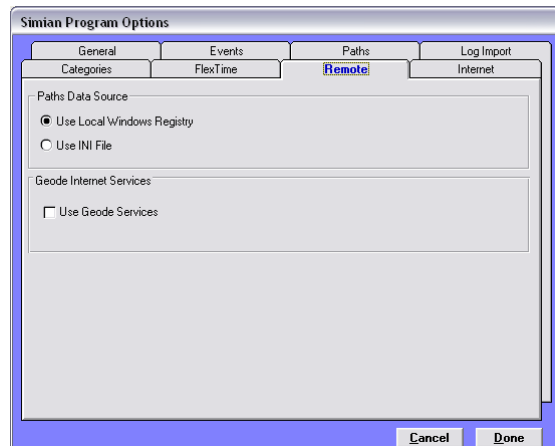 Simian Program Options
General Events Paths Log Import
Categories FlexTime Remote Internet
Paths Data Source
Use Local Windows Registry
Use INI File
Geode Internet Services
Use Geode Services
Cancel Done